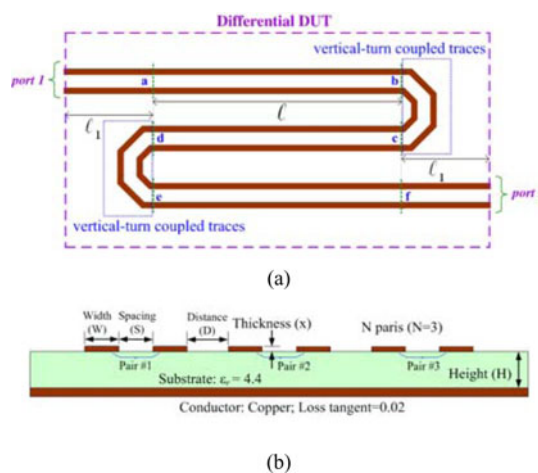 Differential DUT
vertical-turn coupled traces
port 1
a
b
ℓ
ℓ₁
d
c
ℓ₁
e
f
port
vertical-turn coupled traces
(a)
Width (W)
Spacing (S)
Distance (D)
Thickness (x)
N paris (N=3)
Pair #1
Pair #2
Pair #3
Substrate: εr = 4.4
Height (H)
Conductor: Copper; Loss tangent=0.02
(b)